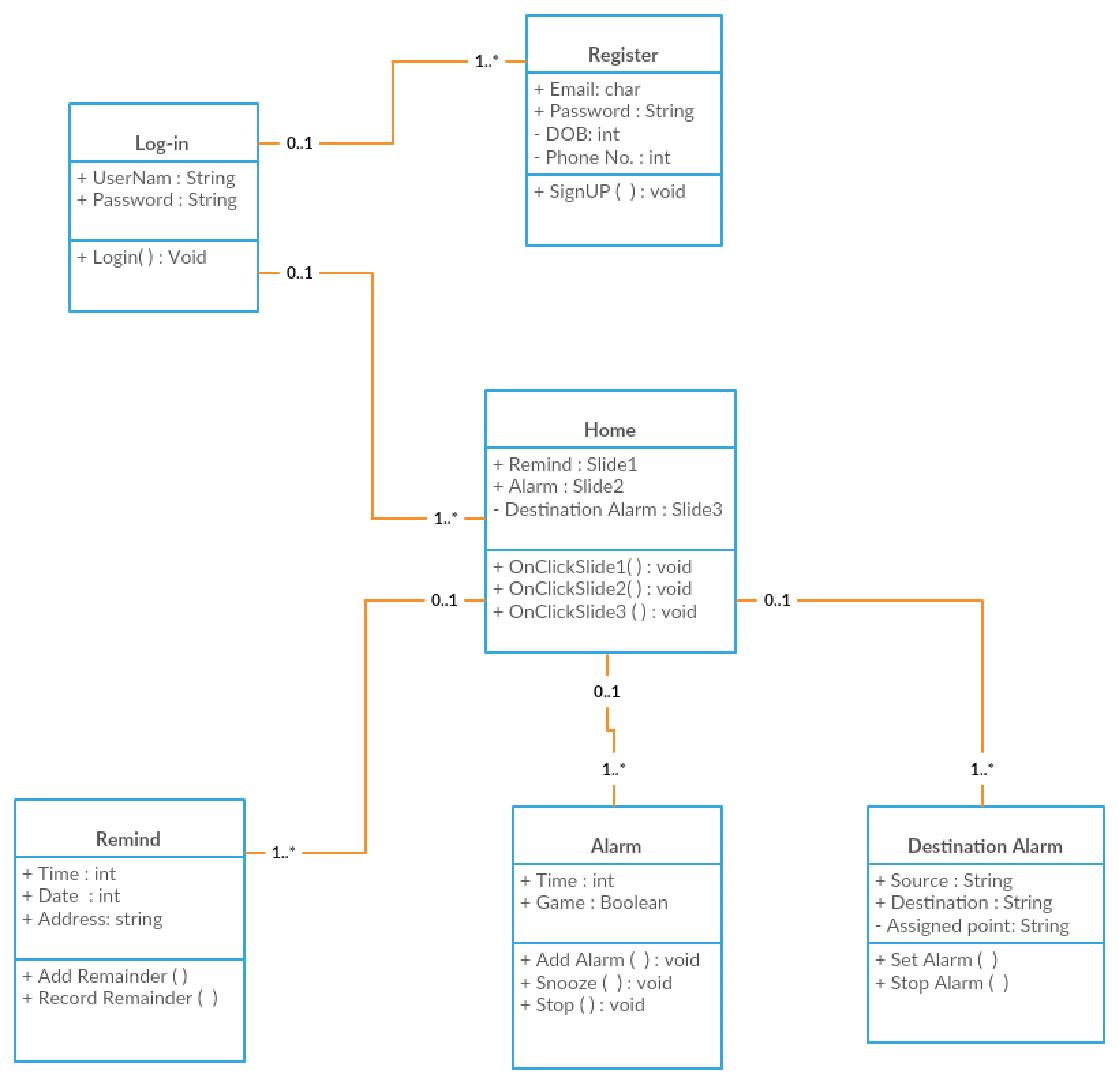 Register
+ Email: char
+ Password : String
- DOB: int
- Phone No. : int
+ SignUP ( ) : void
1..*
Log-in
+ UserNam : String
+ Password : String
+ Login( ) : Void
0..1
0..1
Home
+ Remind : Slide1
+ Alarm : Slide2
- Destination Alarm : Slide3
+ OnClickSlide1( ) : void
+ OnClickSlide2( ) : void
+ OnClickSlide3 ( ) : void
1..*
0..1
0..1
0..1
1..*
1..*
Remind
+ Time : int
+ Date  : int
+ Address: string
+ Add Remainder ( )
+ Record Remainder (  )
1..*
Alarm
+ Time : int
+ Game : Boolean
+ Add Alarm (  ) : void
+ Snooze (  ) : void
+ Stop ( ) : void
Destination Alarm
+ Source : String
+ Destination : String
- Assigned point: String
+ Set Alarm (  )
+ Stop Alarm (  )